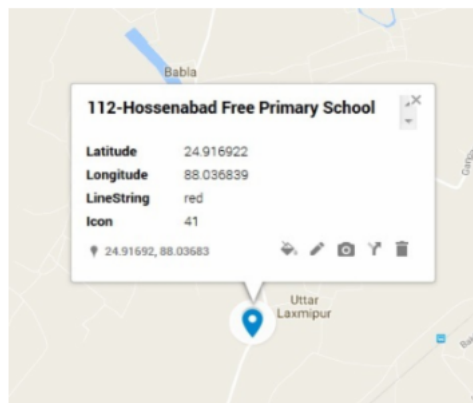 Babla
112-Hossenabad Free Primary School
Latitude 24.916922
Longitude 88.036839
LineString red
Icon 41
24.91692, 88.03683
Uttar
Laxmipur